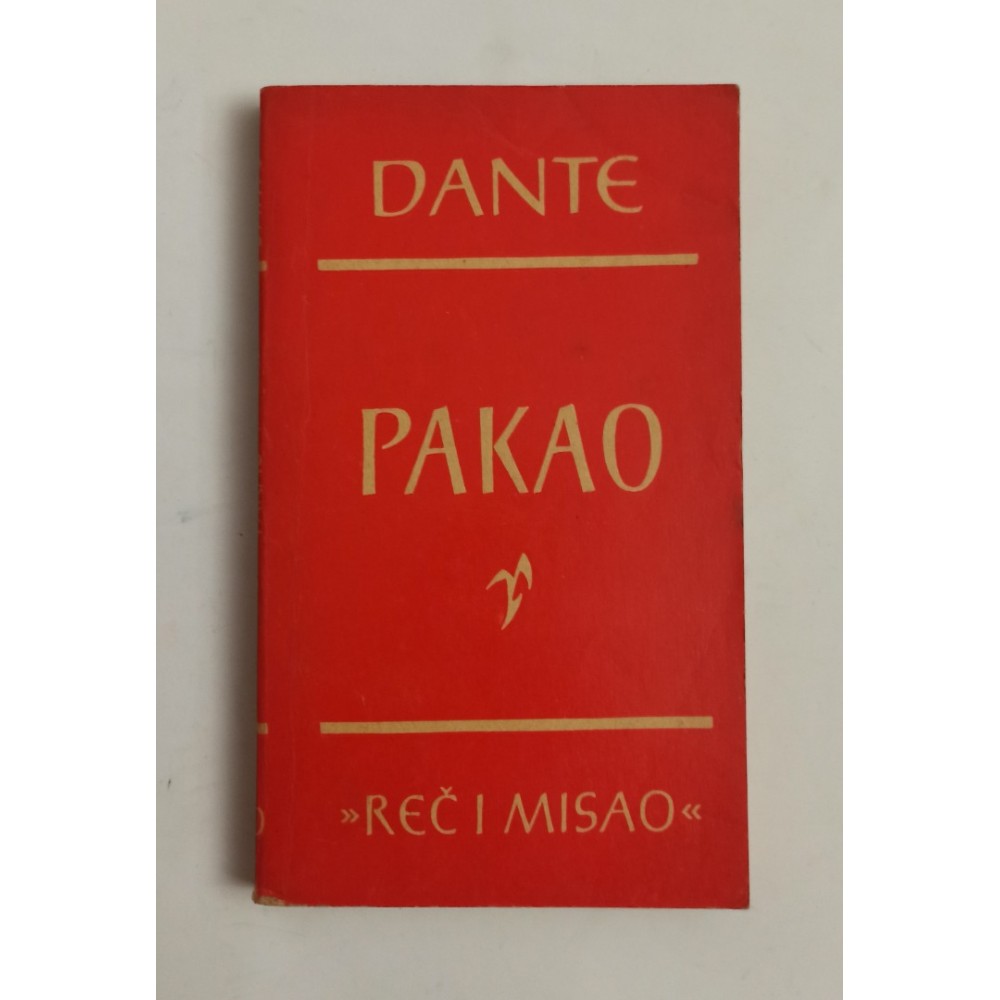 DANTE
PAKAO
»REČ I MISAO«